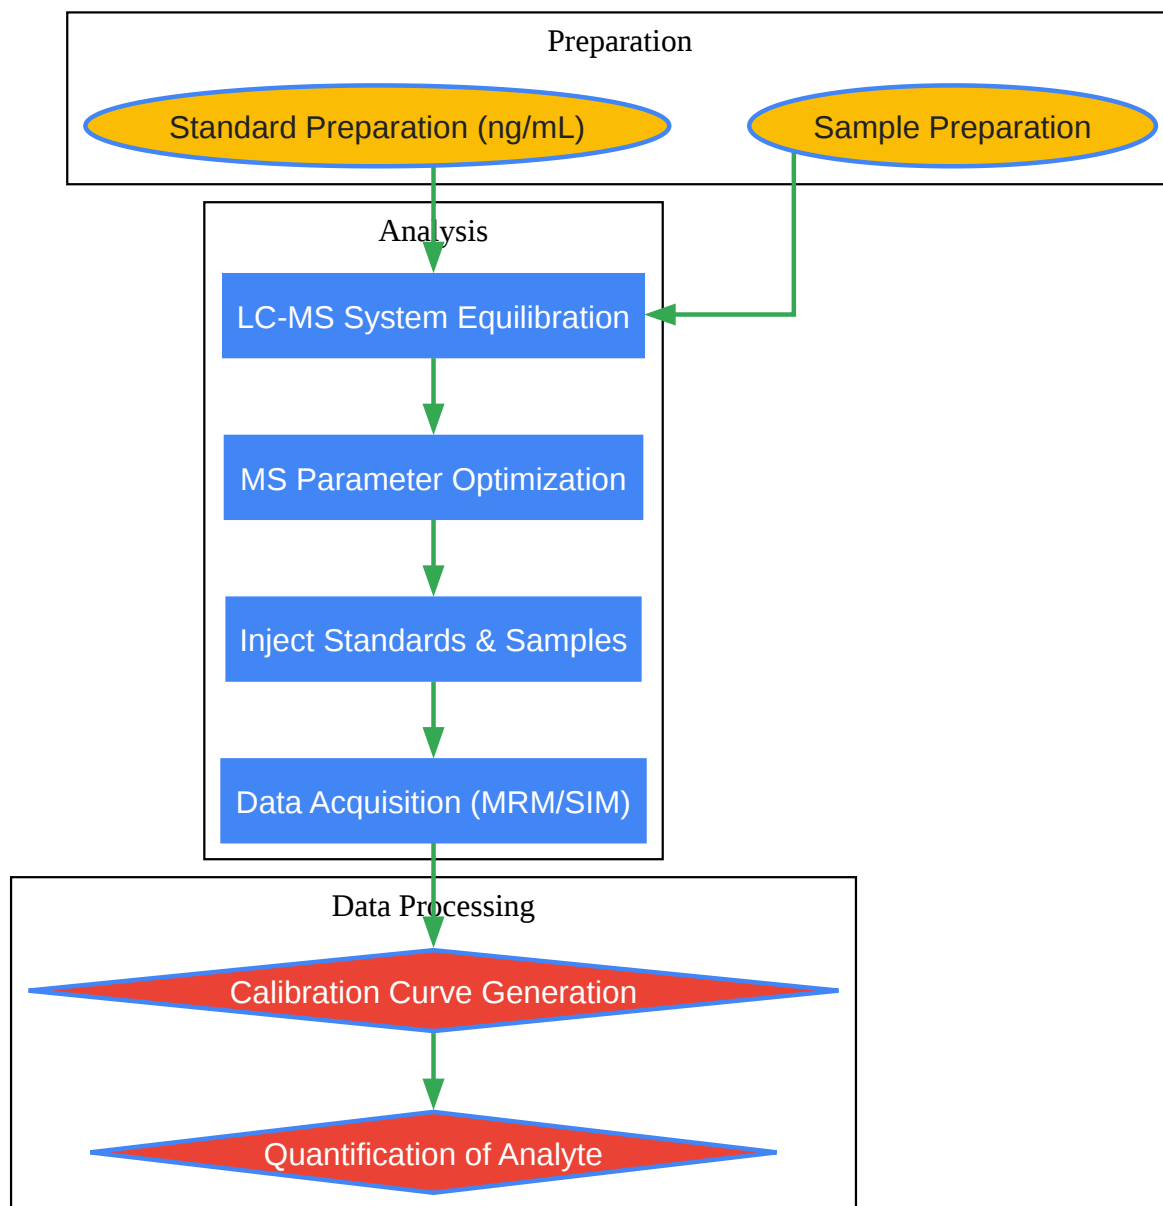 Preparation
Standard Preparation (ng/mL)
Sample Preparation
Analysis
LC-MS System Equilibration
MS Parameter Optimization
Inject Standards & Samples
Data Acquisition (MRM/SIM)
Data Processing
Calibration Curve Generation
Quantification of Analyte